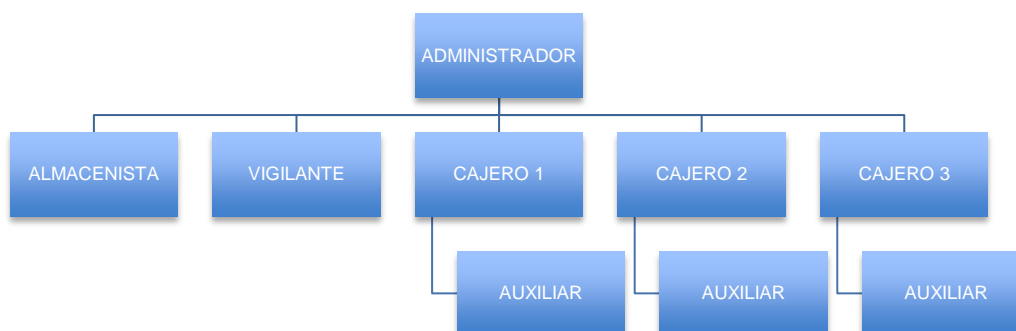 ADMINISTRADOR
ALMACENISTA
VIGILANTE
CAJERO 1
CAJERO 2
CAJERO 3
AUXILIAR
AUXILIAR
AUXILIAR